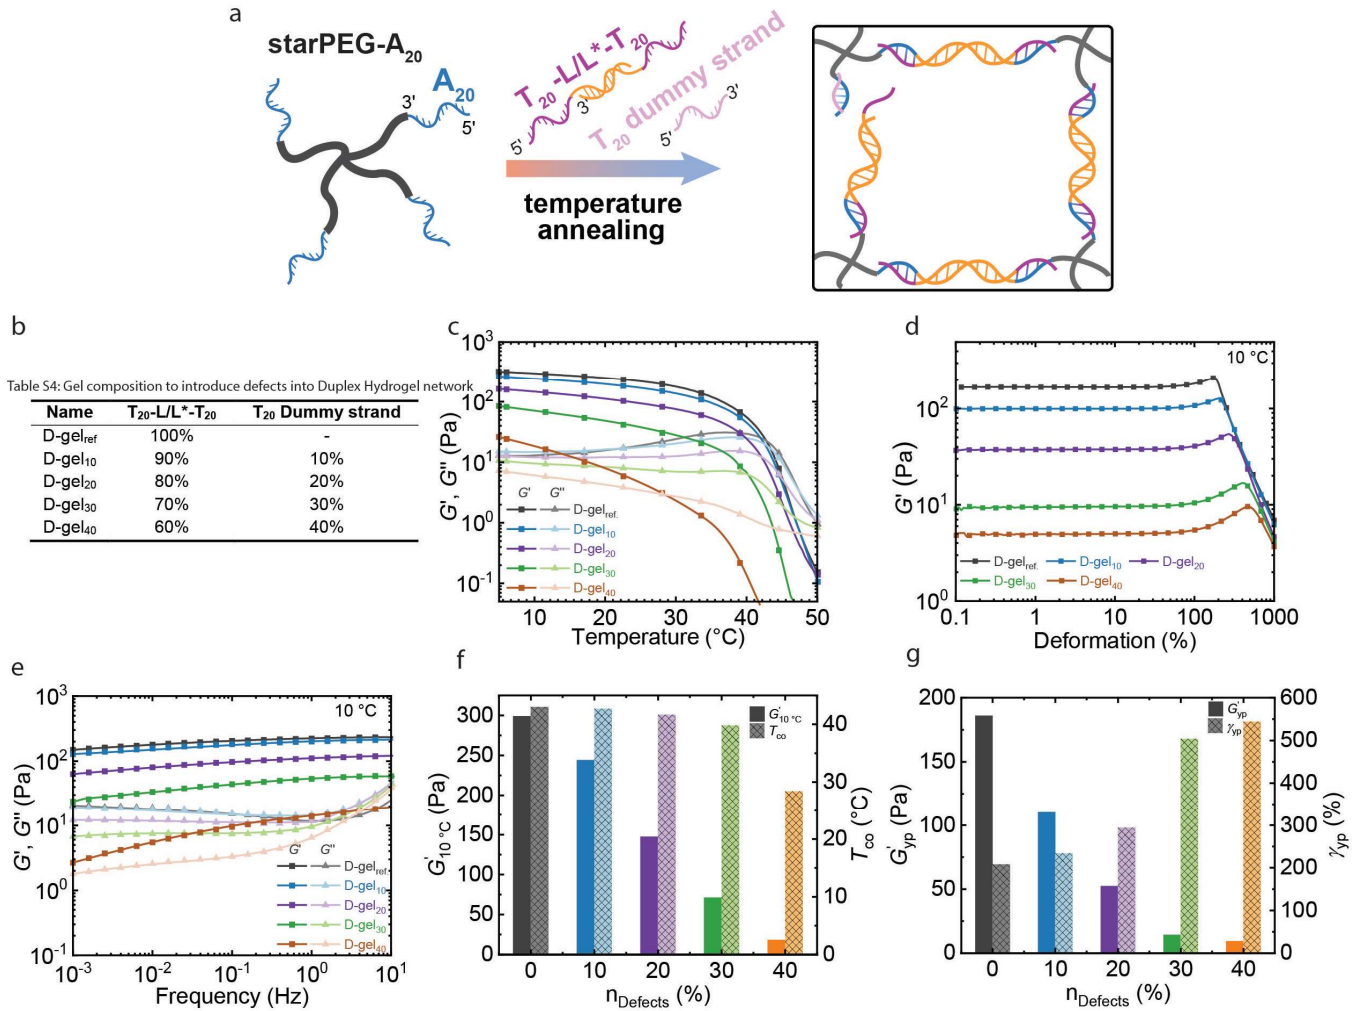 a
starPEG-A20
A20
3'
5'
T20-L/L*-T20
T20 dummy strand
5'
3'
5'
3'
temperature
annealing
b
Table S4: Gel composition to introduce defects into Duplex Hydrogel network
Name T20-L/L*-T20 T20 Dummy strand
D-gelref 100% -
D-gel10 90% 10%
D-gel20 80% 20%
D-gel30 70% 30%
D-gel40 60% 40%
c
10³
10²
10¹
10⁰
10⁻¹
G', G'' (Pa)
G' G''
D-gelref.
D-gel10
D-gel20
D-gel30
D-gel40
10 20 30 40 50
Temperature (°C)
d
10 °C
10²
10¹
10⁰
G' (Pa)
D-gelref. D-gel10 D-gel20
D-gel30 D-gel40
0.1 1 10 100 1000
Deformation (%)
e
10 °C
10³
10²
10¹
10⁰
10⁻¹
G', G'' (Pa)
G' G''
D-gelref
D-gel10
D-gel20
D-gel30
D-gel40
10⁻³ 10⁻² 10⁻¹ 10⁰ 10¹
Frequency (Hz)
f
G'10 °C
Tco
300
250
200
150
100
50
0
G'10 °C (Pa)
40
30
20
10
0
Tco (°C)
0 10 20 30 40
nDefects (%)
g
G'yp
γyp
200
150
100
50
0
G'yp (Pa)
600
500
400
300
200
100
0
γyp (%)
0 10 20 30 40
nDefects (%)